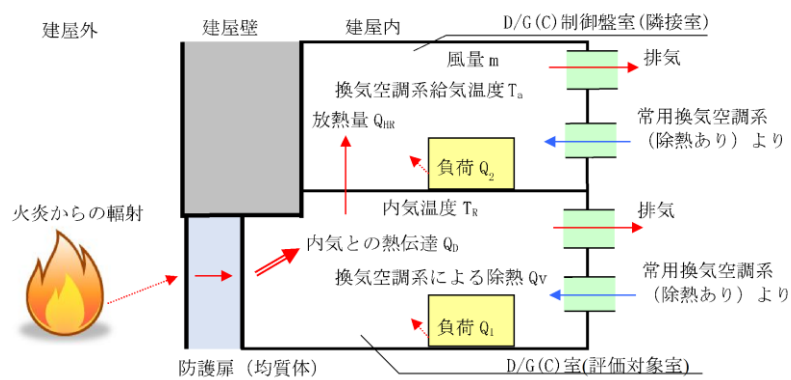 建屋外
建屋壁
建屋内
D/G(C)制御盤室(隣接室)
風量 m
排気
換気空調系給気温度 Ta
放熱量 QHR
常用換気空調系
(除熱あり)より
負荷 Q2
内気温度 TR
火炎からの輻射
排気
内気との熱伝達 QD
換気空調系による除熱 Qv
常用換気空調系
(除熱あり)より
負荷 Q1
防護扉(均質体)
D/G(C)室(評価対象室)